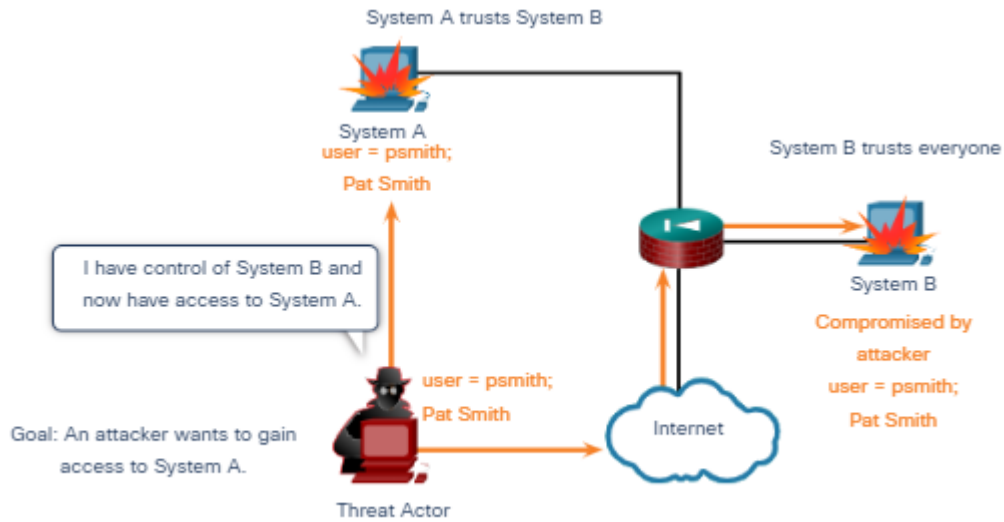 System A trusts System B
System A
user = psmith;
Pat Smith
System B trusts everyone
System B
Compromised by
attacker
user = psmith;
Pat Smith
I have control of System B and
now have access to System A.
user = psmith;
Pat Smith
Internet
Goal: An attacker wants to gain
access to System A.
Threat Actor